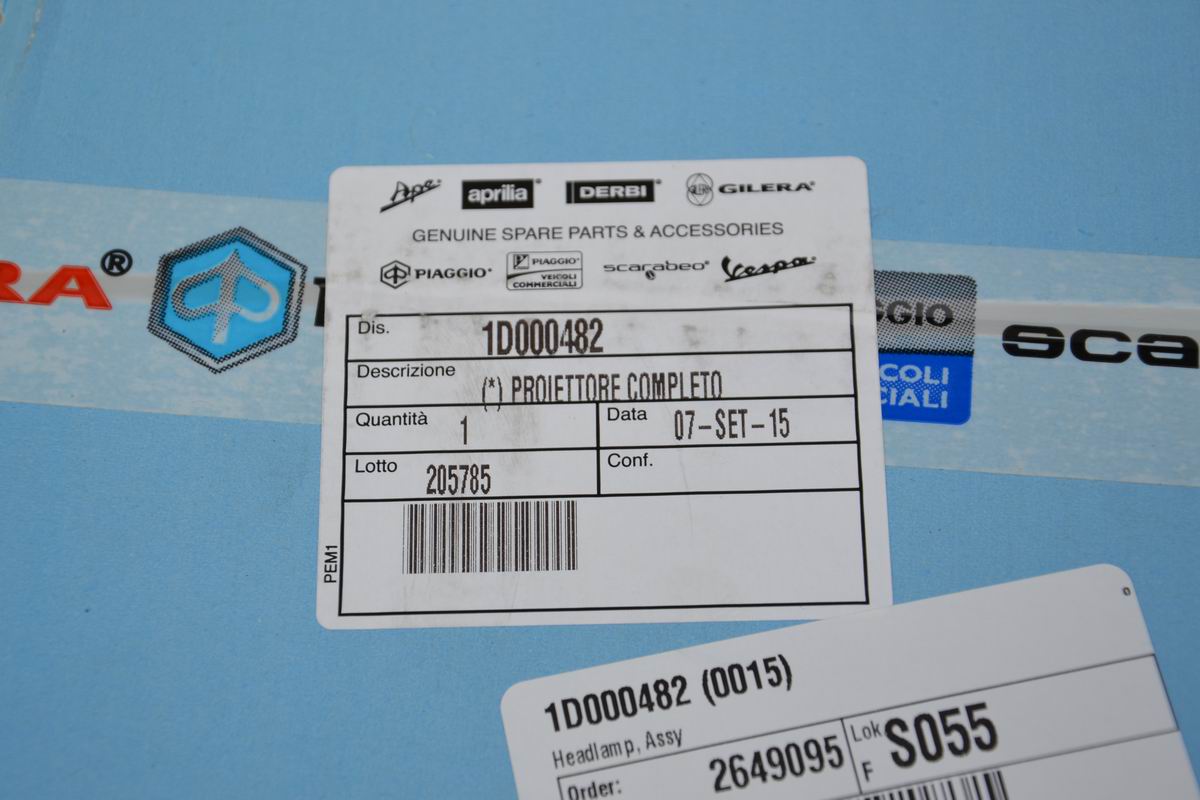 Ape® aprilia® DERBI® GILERA®
GENUINE SPARE PARTS & ACCESSORIES
PIAGGIO® PIAGGIO® VEICOLI COMMERCIALI scarabeo® Vespa®
Dis. 1D000482
Descrizione (*) PROIETTORE COMPLETO
Quantità 1 Data 07-SET-15
Lotto 205785 Conf.
PEM1
RA®
GGIO
COLI
CIALI
sca
1D000482 (0015)
Headlamp, Assy
Order: 2649095 Lok S055
F